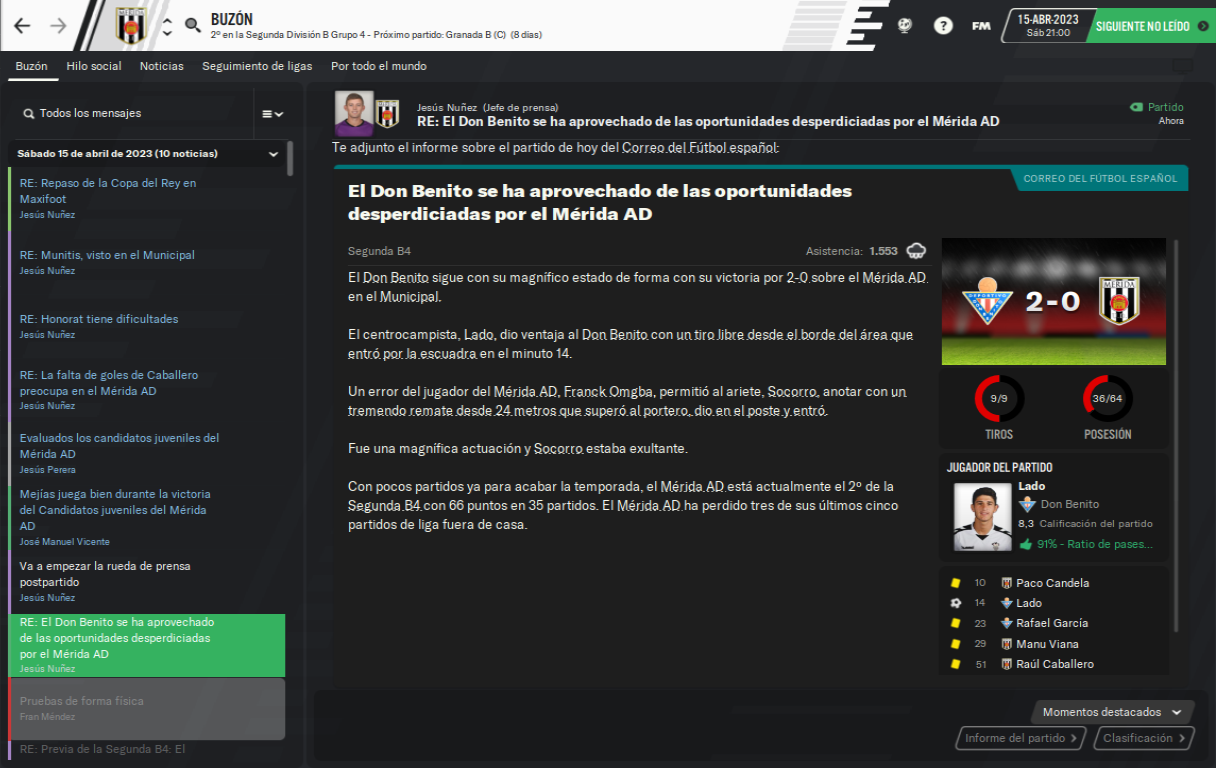 BUZÓN
2º en la Segunda División B Grupo 4 - Próximo partido: Granada B (C) (8 días)
FM
15-ABR-2023
Sáb 21:00
SIGUIENTE NO LEÍDO
Buzón
Hilo social
Noticias
Seguimiento de ligas
Por todo el mundo
Todos los mensajes
Sábado 15 de abril de 2023 (10 noticias)
RE: Repaso de la Copa del Rey en
Maxifoot
Jesús Nuñez
RE: Munitis, visto en el Municipal
Jesús Nuñez
RE: Honorat tiene dificultades
Jesús Nuñez
RE: La falta de goles de Caballero
preocupa en el Mérida AD
Jesús Nuñez
Evaluados los candidatos juveniles del
Mérida AD
Jesús Perera
Mejías juega bien durante la victoria
del Candidatos juveniles del Mérida
AD
José Manuel Vicente
Va a empezar la rueda de prensa
postpartido
Jesús Nuñez
RE: El Don Benito se ha aprovechado
de las oportunidades desperdiciadas
por el Mérida AD
Jesús Nuñez
Pruebas de forma física
Fran Méndez
RE: Previa de la Segunda B4: El
Jesús Nuñez (Jefe de prensa)
RE: El Don Benito se ha aprovechado de las oportunidades desperdiciadas por el Mérida AD
Partido
Ahora
Te adjunto el informe sobre el partido de hoy del Correo del Fútbol español:
CORREO DEL FÚTBOL ESPAÑOL
El Don Benito se ha aprovechado de las oportunidades
desperdiciadas por el Mérida AD
Segunda B4
Asistencia: 1.553
El Don Benito sigue con su magnífico estado de forma con su victoria por 2-0 sobre el Mérida AD
en el Municipal.
El centrocampista, Lado, dio ventaja al Don Benito con un tiro libre desde el borde del área que
entró por la escuadra en el minuto 14.
Un error del jugador del Mérida AD, Franck Omgba, permitió al ariete, Socorro, anotar con un
tremendo remate desde 24 metros que superó al portero, dio en el poste y entró.
Fue una magnífica actuación y Socorro estaba exultante.
Con pocos partidos ya para acabar la temporada, el Mérida AD está actualmente el 2º de la
Segunda B4 con 66 puntos en 35 partidos. El Mérida AD ha perdido tres de sus últimos cinco
partidos de liga fuera de casa.
DEPORTIVO
2-0
MÉRIDA
9/9
TIROS
36/64
POSESIÓN
JUGADOR DEL PARTIDO
Lado
Don Benito
8,3 Calificación del partido
91% - Ratio de pases...
10 Paco Candela
14 Lado
23 Rafael García
29 Manu Viana
51 Raúl Caballero
Momentos destacados
Informe del partido
Clasificación